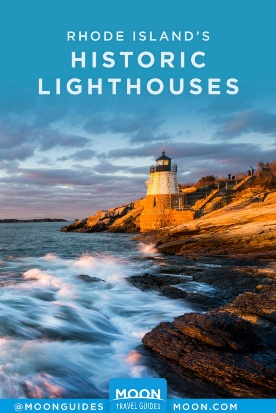 RHODE ISLAND'S
HISTORIC
LIGHTHOUSES
@MOONGUIDES
MOON
TRAVEL GUIDES
MOON.COM